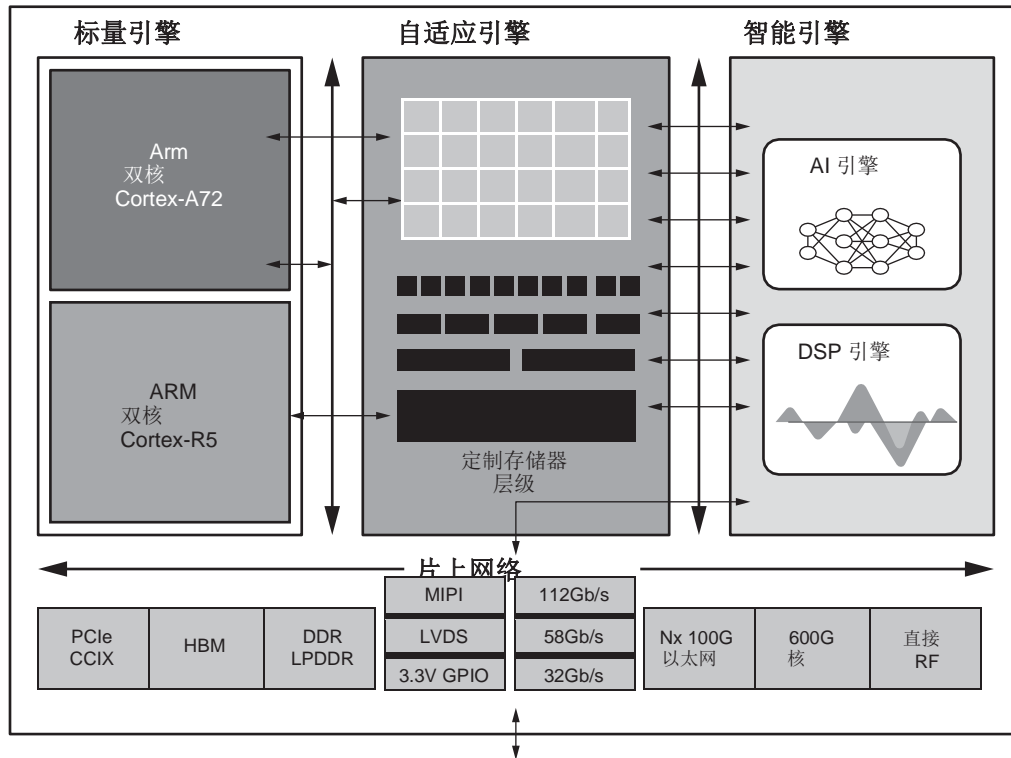 标量引擎
自适应引擎
智能引擎
Arm
双核
Cortex-A72
ARM
双核
Cortex-R5
定制存储器
层级
AI 引擎
DSP 引擎
片上网络
PCIe
CCIX
HBM
DDR
LPDDR
MIPI
LVDS
3.3V GPIO
112Gb/s
58Gb/s
32Gb/s
Nx 100G
以太网
600G
核
直接
RF